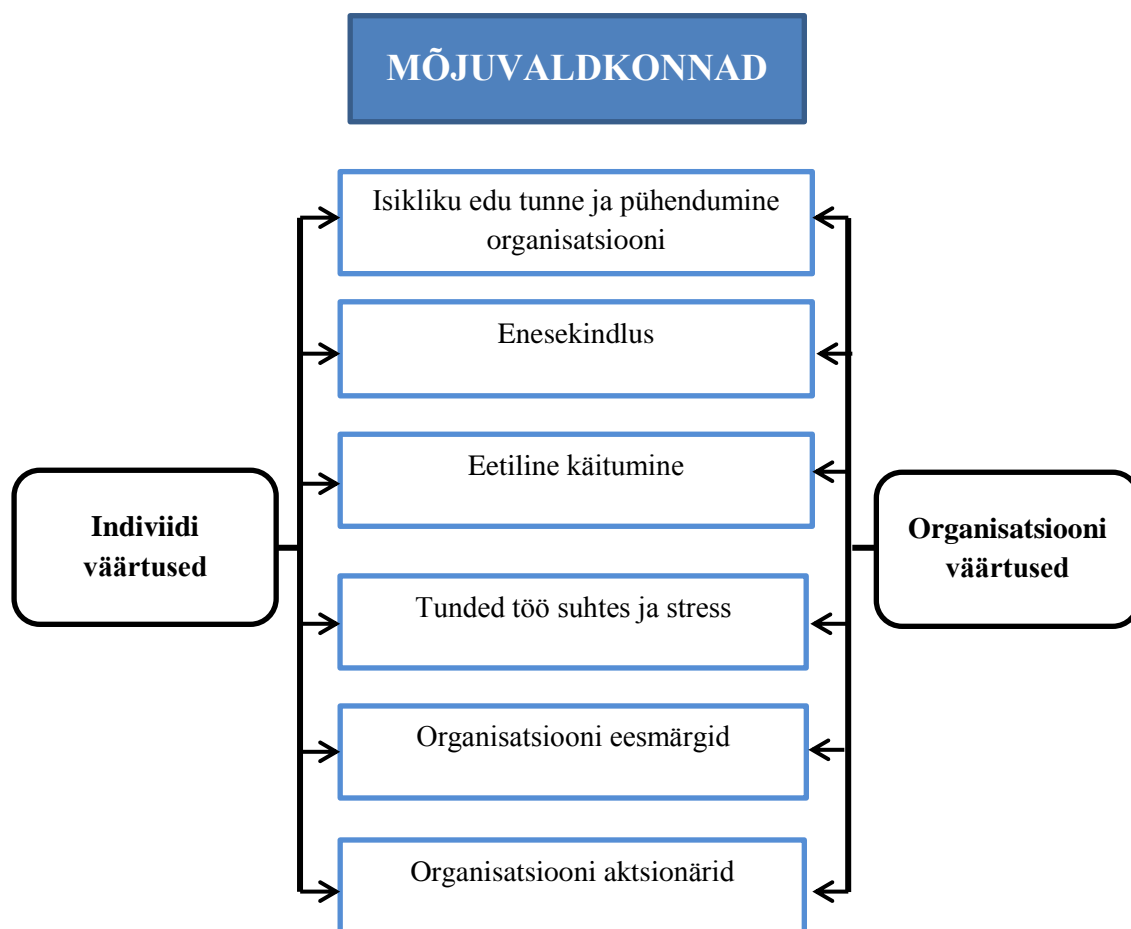 MÕJUVALDKONNAD
Isikliku edu tunne ja pühendumine
organisatsiooni
Enesekindlus
Eetiline käitumine
Indiviidi
väärtused
Organisatsiooni
väärtused
Tunded töö suhtes ja stress
Organisatsiooni eesmärgid
Organisatsiooni aktsionärid